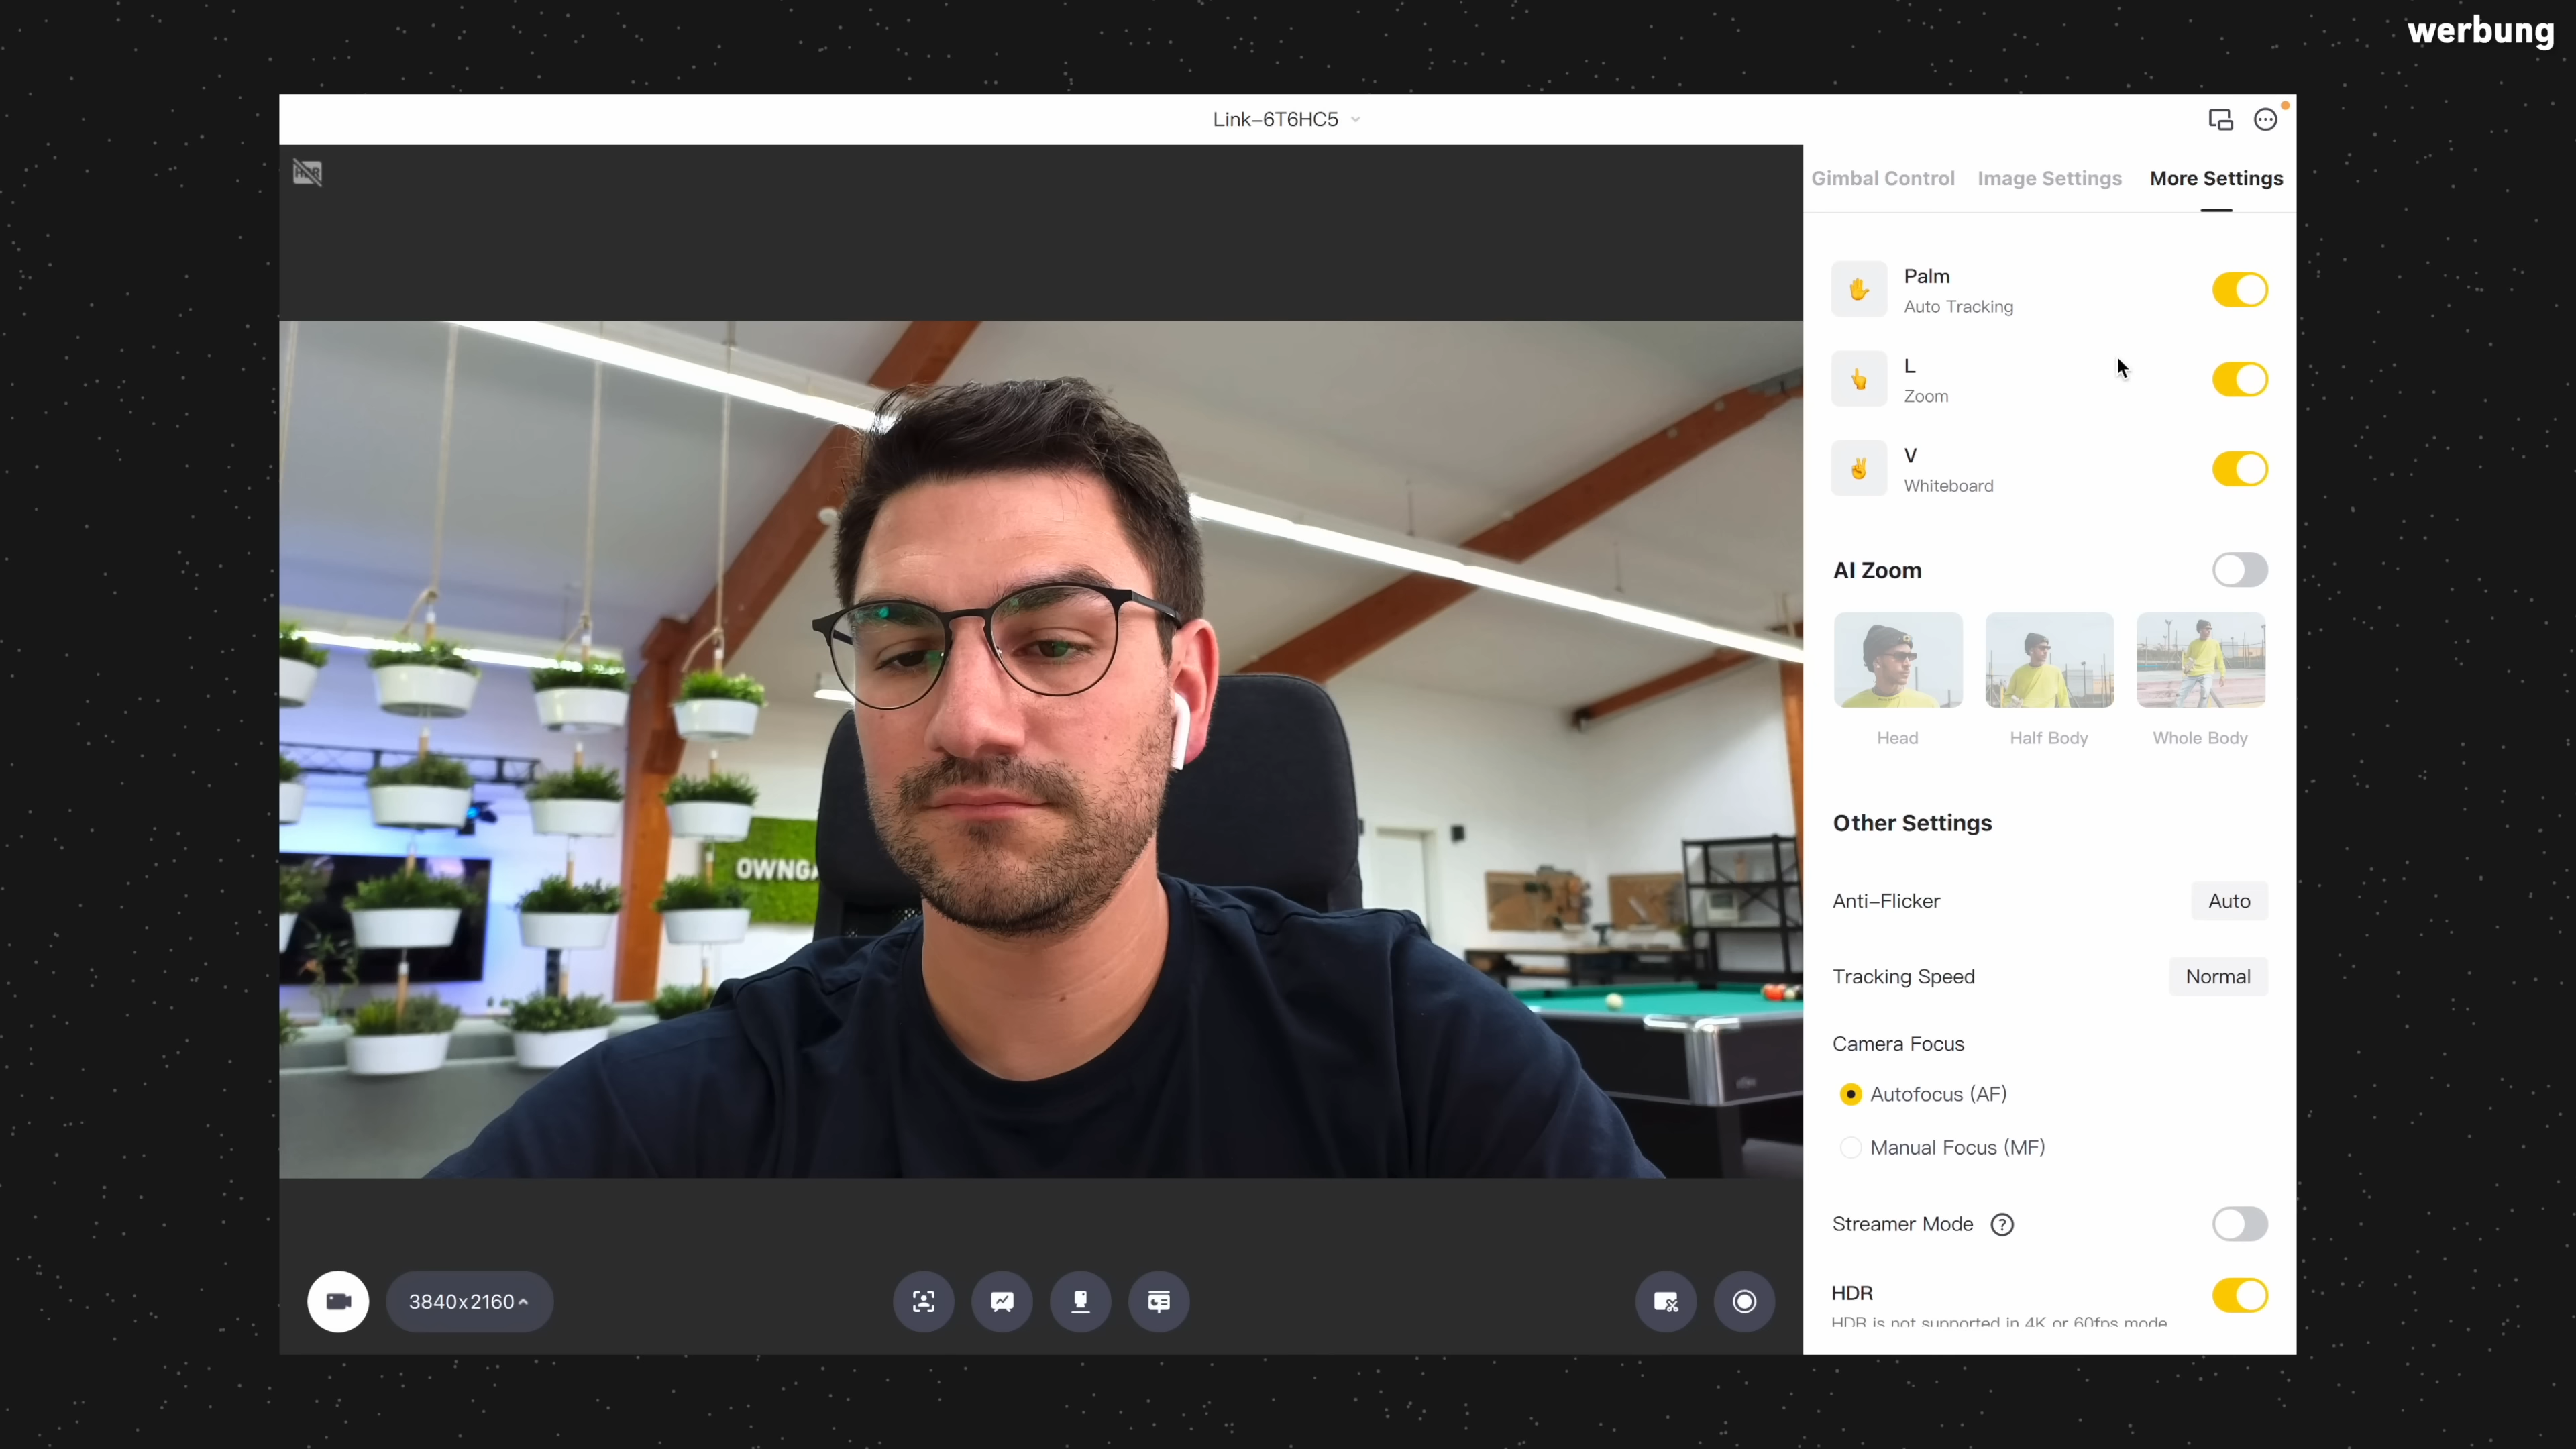 werbung
Link-6T6HC5
HDR
Gimbal Control
Image Settings
More Settings
Palm
Auto Tracking
L
Zoom
V
Whiteboard
AI Zoom
Head
Half Body
Whole Body
Other Settings
Anti-Flicker
Auto
Tracking Speed
Normal
Camera Focus
Autofocus (AF)
Manual Focus (MF)
Streamer Mode
?
HDR
HDR is not supported in 4K or 60fps mode
OWNGA
3840x2160